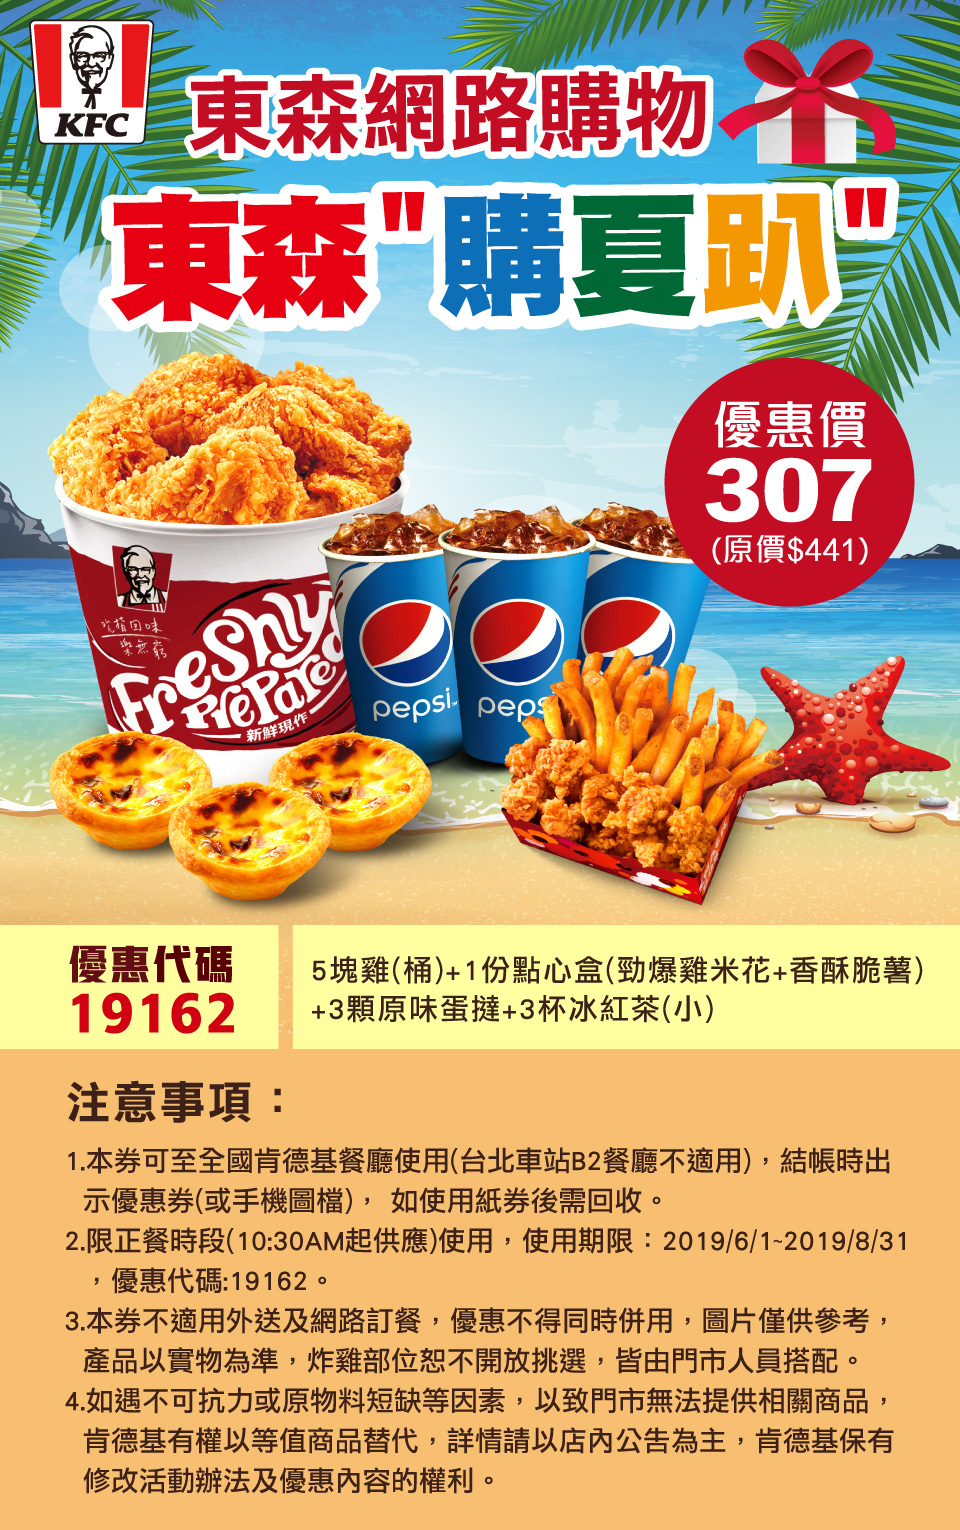 KFC
東森網路購物
東森"購夏趴"
優惠價
307
(原價$441)
吮指回味
樂無窮
Freshly
Prepared
新鮮現作
pepsi
peps
優惠代碼
19162
5塊雞(桶)+1份點心盒(勁爆雞米花+香酥脆薯)
+3顆原味蛋撻+3杯冰紅茶(小)
注意事項：
1.本券可至全國肯德基餐廳使用(台北車站B2餐廳不適用)，結帳時出
示優惠券(或手機圖檔)， 如使用紙券後需回收。
2.限正餐時段(10:30AM起供應)使用，使用期限：2019/6/1~2019/8/31
，優惠代碼:19162。
3.本券不適用外送及網路訂餐，優惠不得同時併用，圖片僅供參考，
產品以實物為準，炸雞部位恕不開放挑選，皆由門市人員搭配。
4.如遇不可抗力或原物料短缺等因素，以致門市無法提供相關商品，
肯德基有權以等值商品替代，詳情請以店內公告為主，肯德基保有
修改活動辦法及優惠內容的權利。